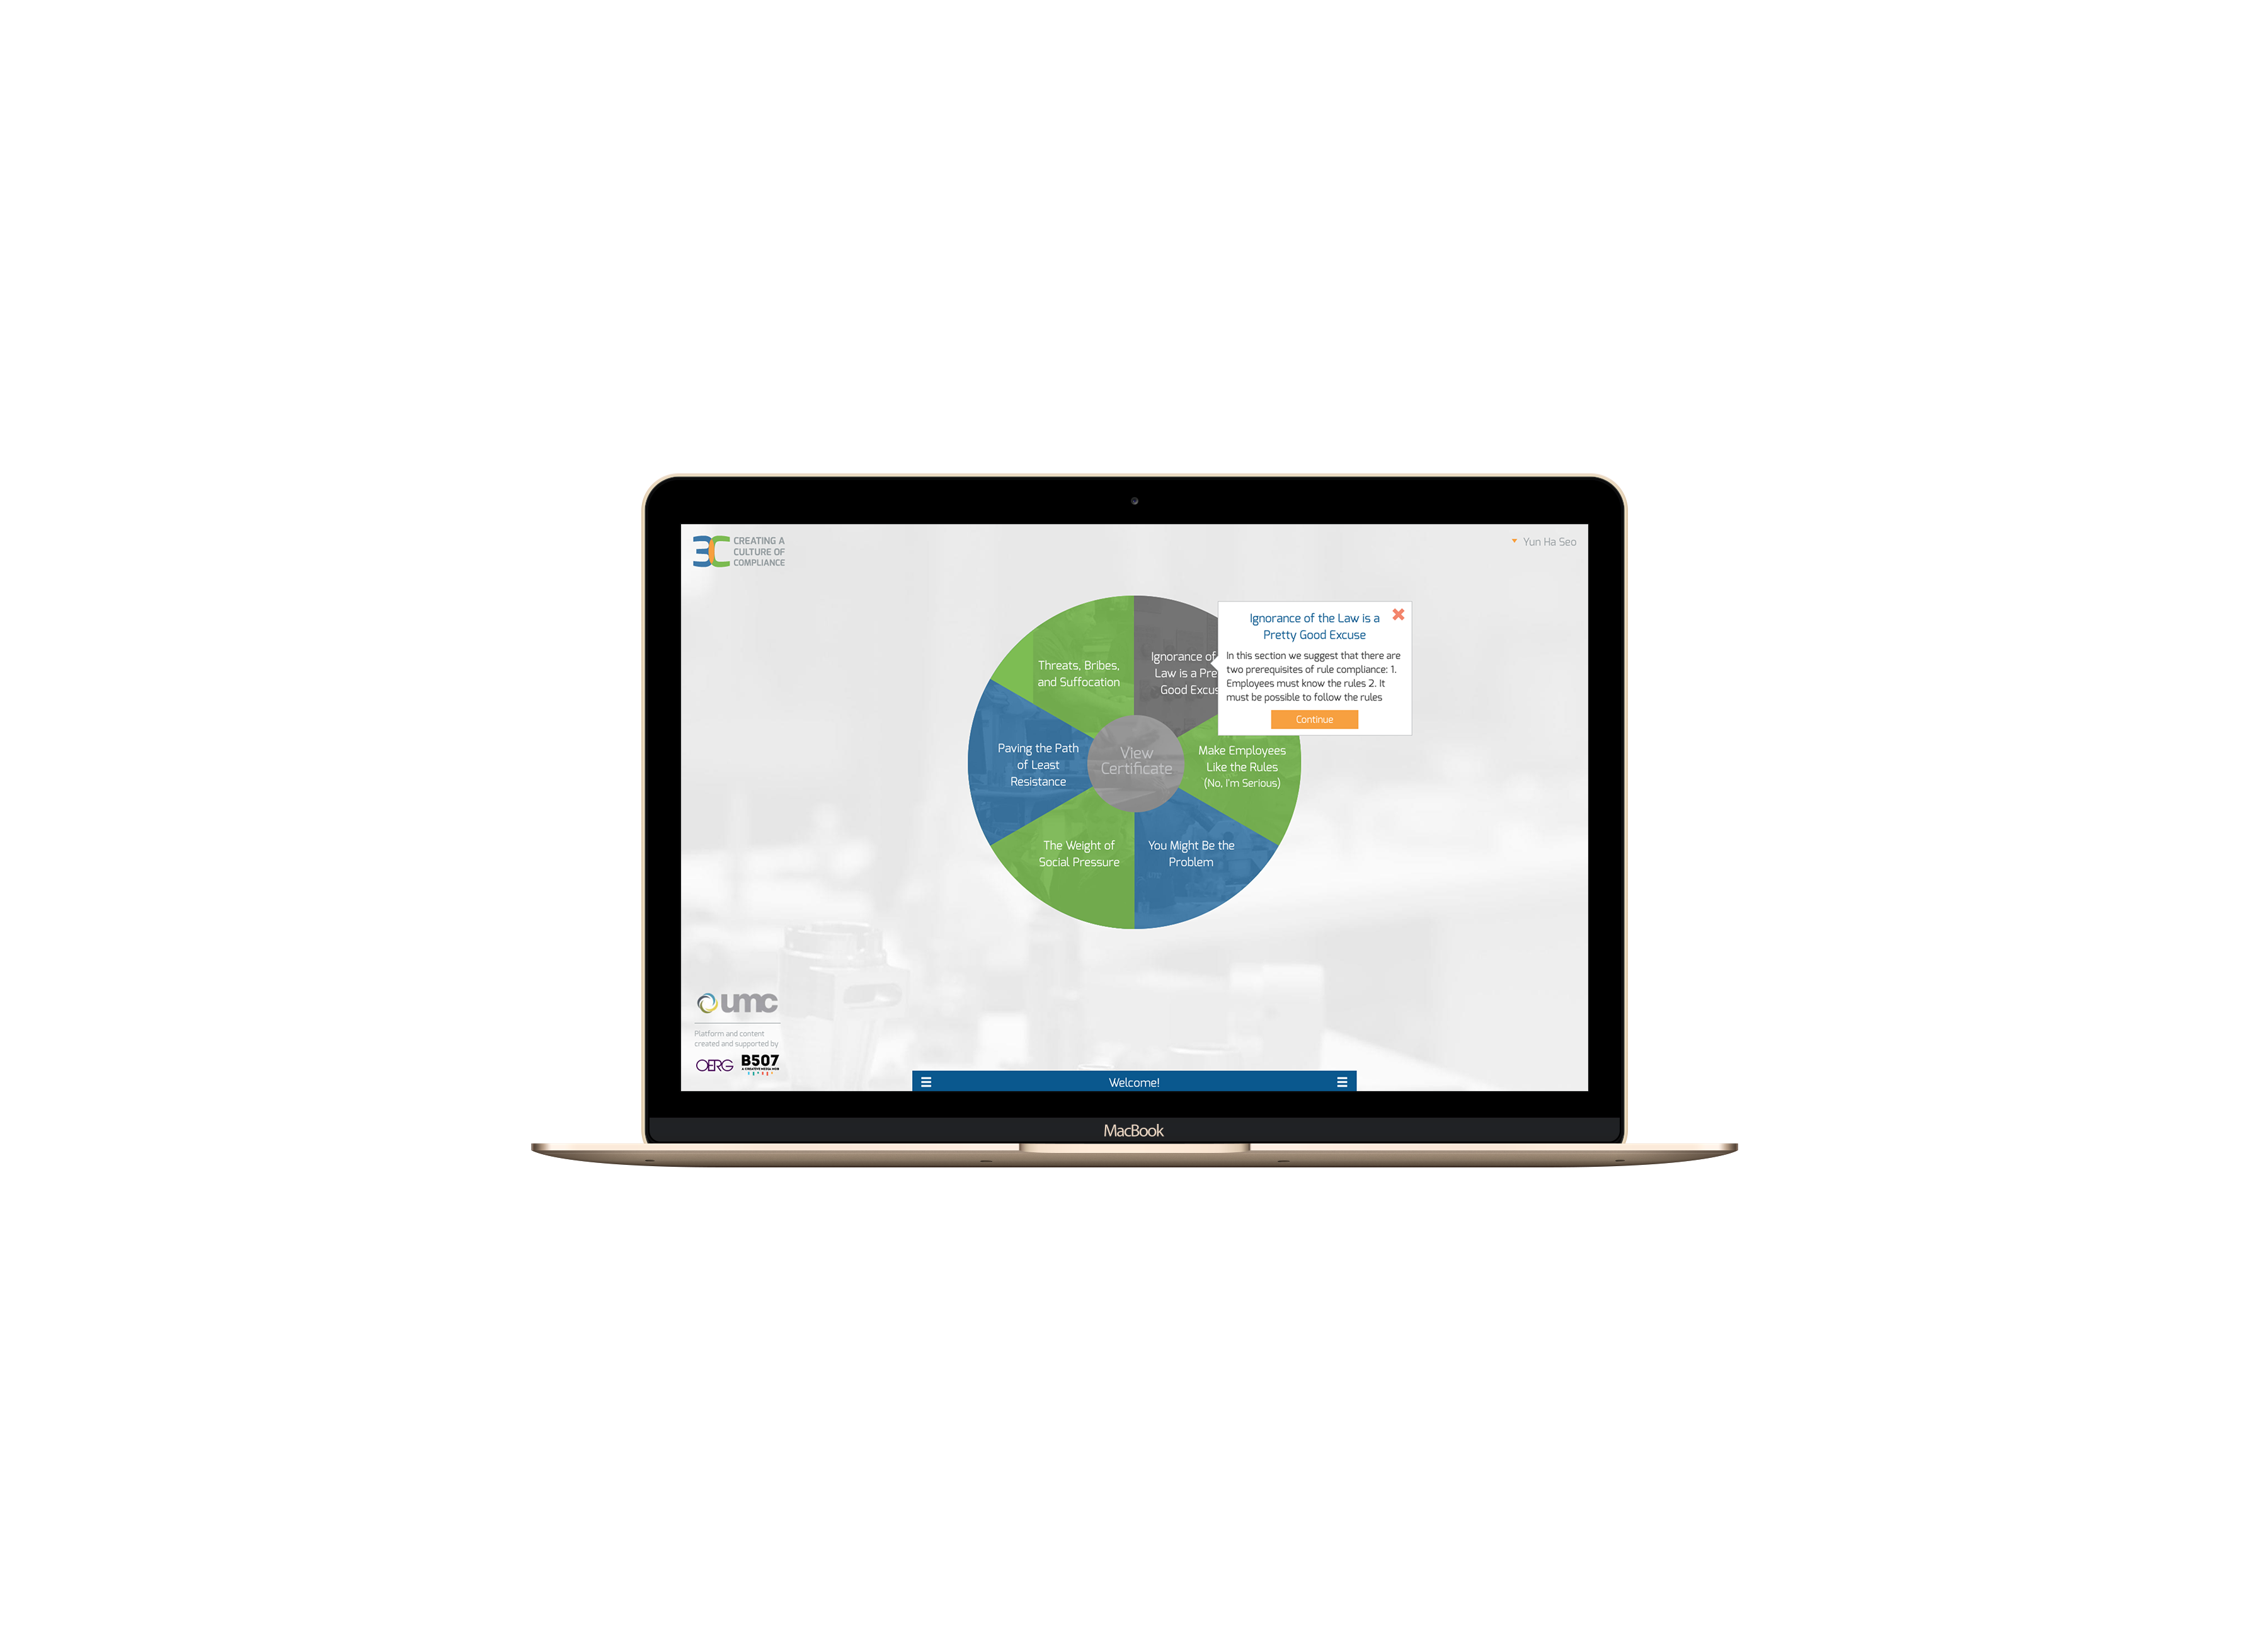 3C
CREATING A
CULTURE OF
COMPLIANCE
Yun Ha Seo
Threats, Bribes,
and Suffocation
Ignorance of
Law is a Pre
Good Excus
Ignorance of the Law is a
Pretty Good Excuse
In this section we suggest that there are
two prerequisites of rule compliance: 1.
Employees must know the rules 2. It
must be possible to follow the rules
Continue
Paving the Path
of Least
Resistance
View
Certificate
Make Employees
Like the Rules
(No, I'm Serious)
The Weight of
Social Pressure
You Might Be the
Problem
umc
Platform and content
created and supported by
OERG
B507
A CREATIVE MEDIA HUB
Welcome!
MacBook